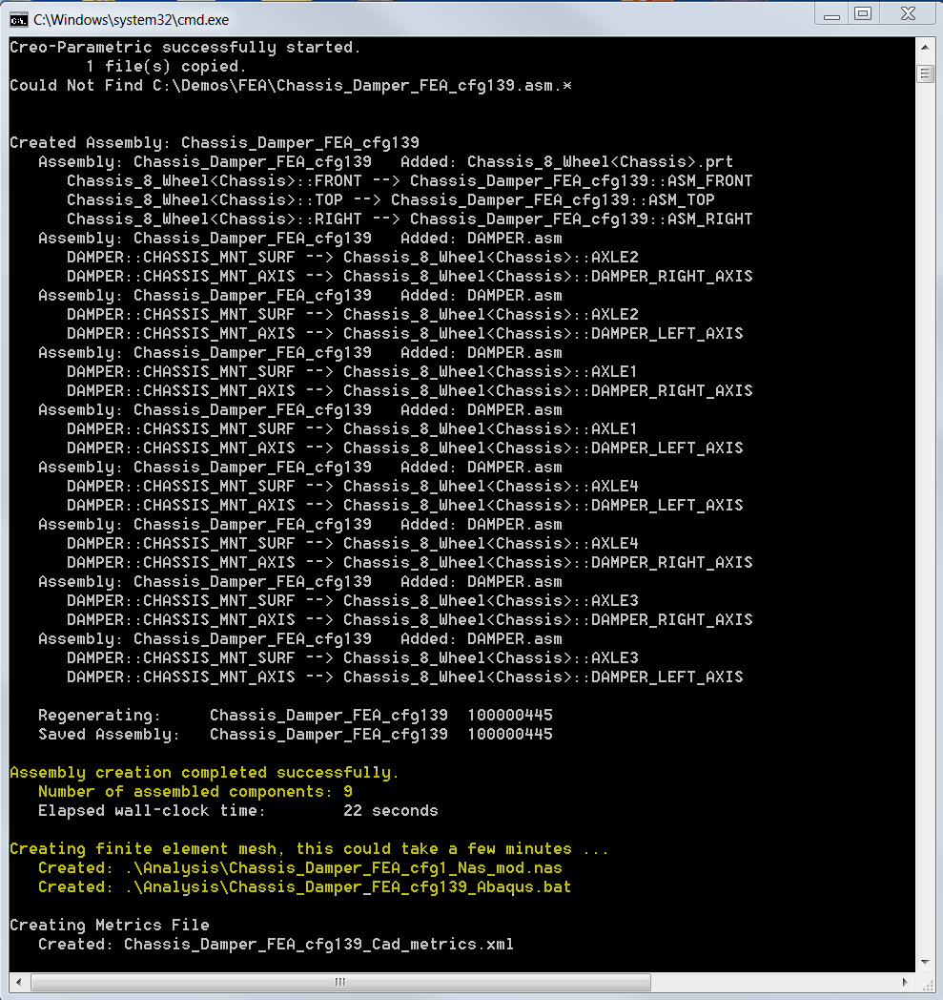 C:\Windows\system32\cmd.exe
Creo-Parametric successfully started.
1 file(s) copied.
Could Not Find C:\Demos\FEA\Chassis_Damper_FEA_cfg139.asm.*
Created Assembly: Chassis_Damper_FEA_cfg139
Assembly: Chassis_Damper_FEA_cfg139   Added: Chassis_8_Wheel<Chassis>.prt
Chassis_8_Wheel<Chassis>::FRONT --> Chassis_Damper_FEA_cfg139::ASM_FRONT
Chassis_8_Wheel<Chassis>::TOP --> Chassis_Damper_FEA_cfg139::ASM_TOP
Chassis_8_Wheel<Chassis>::RIGHT --> Chassis_Damper_FEA_cfg139::ASM_RIGHT
Assembly: Chassis_Damper_FEA_cfg139   Added: DAMPER.asm
DAMPER::CHASSIS_MNT_SURF --> Chassis_8_Wheel<Chassis>::AXLE2
DAMPER::CHASSIS_MNT_AXIS --> Chassis_8_Wheel<Chassis>::DAMPER_RIGHT_AXIS
Assembly: Chassis_Damper_FEA_cfg139   Added: DAMPER.asm
DAMPER::CHASSIS_MNT_SURF --> Chassis_8_Wheel<Chassis>::AXLE2
DAMPER::CHASSIS_MNT_AXIS --> Chassis_8_Wheel<Chassis>::DAMPER_LEFT_AXIS
Assembly: Chassis_Damper_FEA_cfg139   Added: DAMPER.asm
DAMPER::CHASSIS_MNT_SURF --> Chassis_8_Wheel<Chassis>::AXLE1
DAMPER::CHASSIS_MNT_AXIS --> Chassis_8_Wheel<Chassis>::DAMPER_RIGHT_AXIS
Assembly: Chassis_Damper_FEA_cfg139   Added: DAMPER.asm
DAMPER::CHASSIS_MNT_SURF --> Chassis_8_Wheel<Chassis>::AXLE1
DAMPER::CHASSIS_MNT_AXIS --> Chassis_8_Wheel<Chassis>::DAMPER_LEFT_AXIS
Assembly: Chassis_Damper_FEA_cfg139   Added: DAMPER.asm
DAMPER::CHASSIS_MNT_SURF --> Chassis_8_Wheel<Chassis>::AXLE4
DAMPER::CHASSIS_MNT_AXIS --> Chassis_8_Wheel<Chassis>::DAMPER_LEFT_AXIS
Assembly: Chassis_Damper_FEA_cfg139   Added: DAMPER.asm
DAMPER::CHASSIS_MNT_SURF --> Chassis_8_Wheel<Chassis>::AXLE4
DAMPER::CHASSIS_MNT_AXIS --> Chassis_8_Wheel<Chassis>::DAMPER_RIGHT_AXIS
Assembly: Chassis_Damper_FEA_cfg139   Added: DAMPER.asm
DAMPER::CHASSIS_MNT_SURF --> Chassis_8_Wheel<Chassis>::AXLE3
DAMPER::CHASSIS_MNT_AXIS --> Chassis_8_Wheel<Chassis>::DAMPER_RIGHT_AXIS
Assembly: Chassis_Damper_FEA_cfg139   Added: DAMPER.asm
DAMPER::CHASSIS_MNT_SURF --> Chassis_8_Wheel<Chassis>::AXLE3
DAMPER::CHASSIS_MNT_AXIS --> Chassis_8_Wheel<Chassis>::DAMPER_LEFT_AXIS
Regenerating:     Chassis_Damper_FEA_cfg139  100000445
Saved Assembly:   Chassis_Damper_FEA_cfg139  100000445
Assembly creation completed successfully.
Number of assembled components: 9
Elapsed wall-clock time:        22 seconds
Creating finite element mesh, this could take a few minutes ...
Created: .\Analysis\Chassis_Damper_FEA_cfg1_Nas_mod.nas
Created: .\Analysis\Chassis_Damper_FEA_cfg139_Abaqus.bat
Creating Metrics File
Created: Chassis_Damper_FEA_cfg139_Cad_metrics.xml